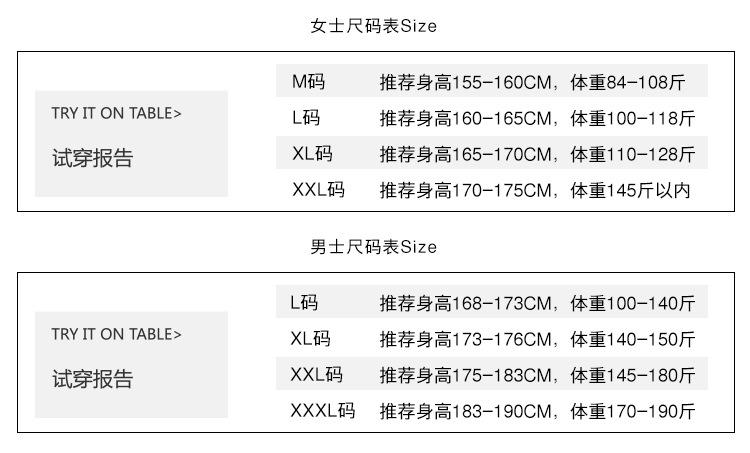 女士尺码表Size
TRY IT ON TABLE>
试穿报告
M码 推荐身高155-160CM，体重84-108斤
L码 推荐身高160-165CM，体重100-118斤
XL码 推荐身高165-170CM，体重110-128斤
XXL码 推荐身高170-175CM，体重145斤以内
男士尺码表Size
TRY IT ON TABLE>
试穿报告
L码 推荐身高168-173CM，体重100-140斤
XL码 推荐身高173-176CM，体重140-150斤
XXL码 推荐身高175-183CM，体重145-180斤
XXXL码 推荐身高183-190CM，体重170-190斤